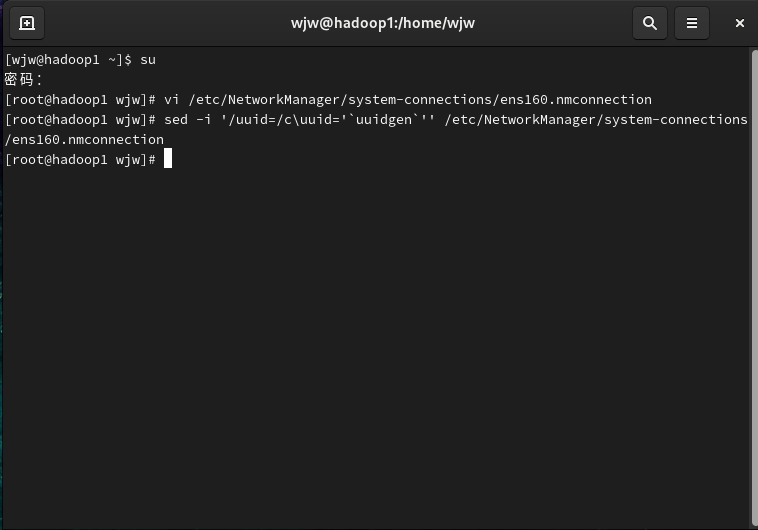 wjw@hadoop1:/home/wjw
[wjw@hadoop1 ~]$ su
密码：
[root@hadoop1 wjw]# vi /etc/NetworkManager/system-connections/ens160.nmconnection
[root@hadoop1 wjw]# sed -i '/uuid=/c\uuid='`uuidgen`'' /etc/NetworkManager/system-connections
/ens160.nmconnection
[root@hadoop1 wjw]#